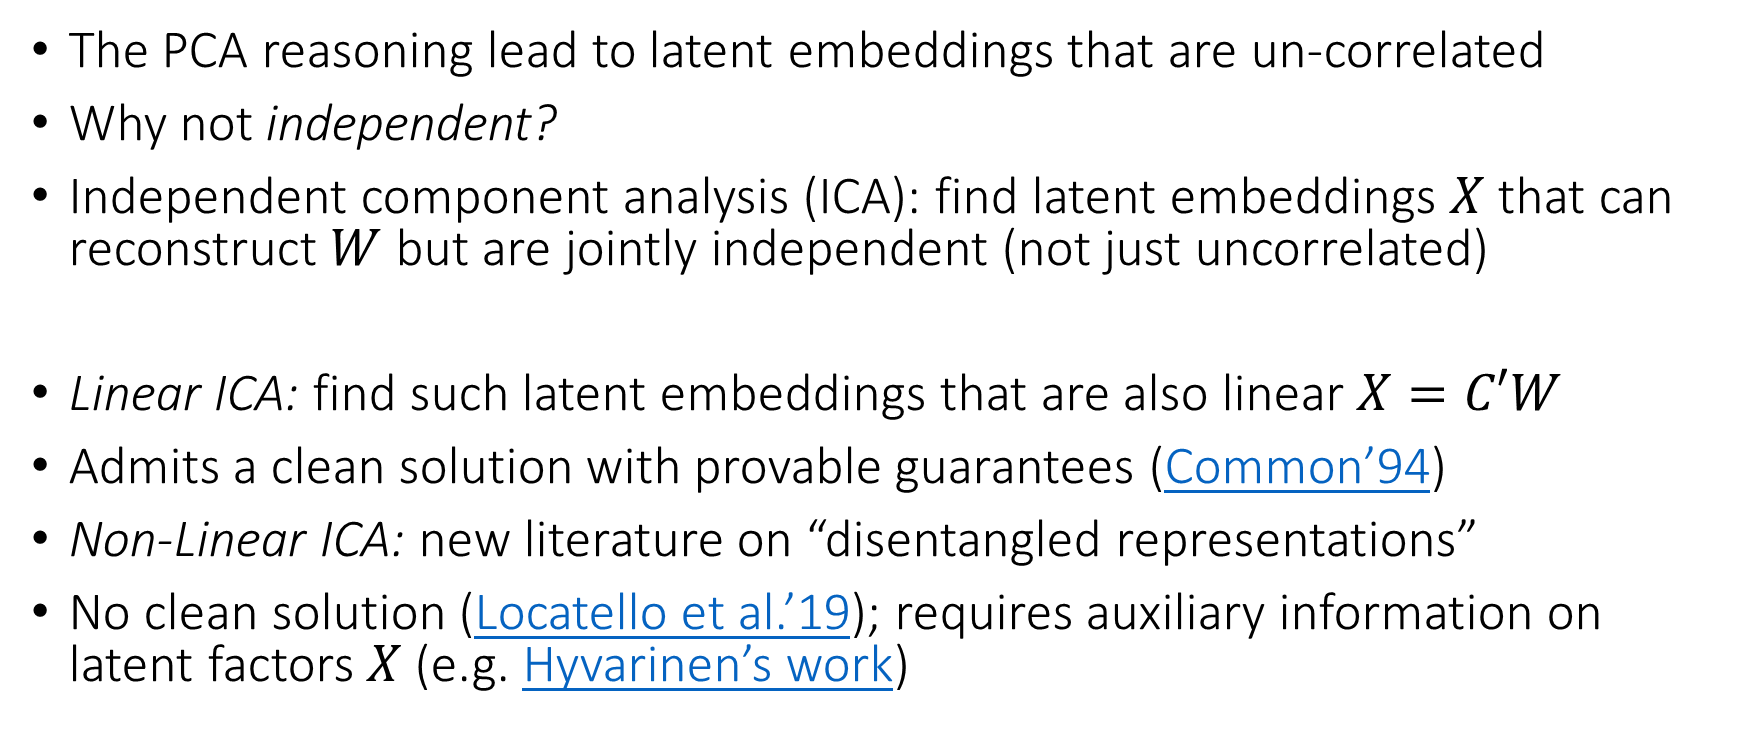 • The PCA reasoning lead to latent embeddings that are un-correlated
• Why not independent?
• Independent component analysis (ICA): find latent embeddings X that can
reconstruct W but are jointly independent (not just uncorrelated)
• Linear ICA: find such latent embeddings that are also linear X = C′W
• Admits a clean solution with provable guarantees (Common’94)
• Non-Linear ICA: new literature on “disentangled representations”
• No clean solution (Locatello et al.’19); requires auxiliary information on
latent factors X (e.g. Hyvarinen’s work)